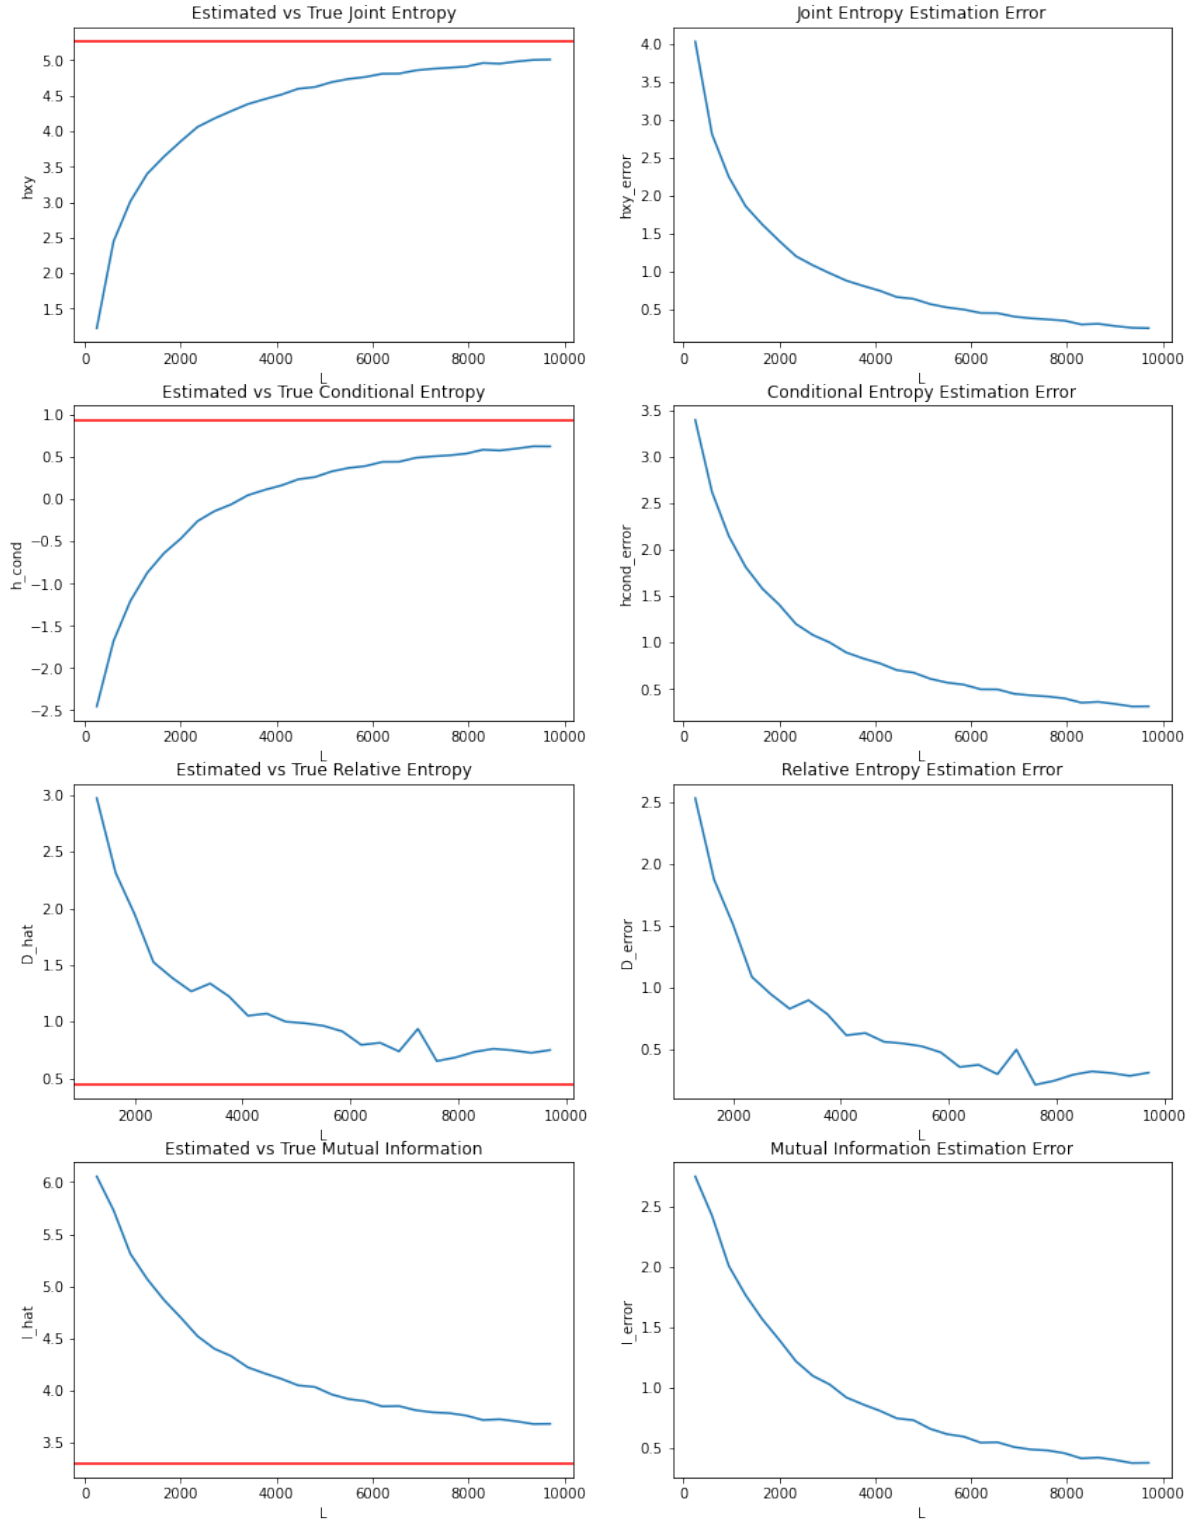 Estimated vs True Joint Entropy
hxy
5.0
4.5
4.0
3.5
3.0
2.5
2.0
1.5
0 2000 4000 6000 8000 10000
L
Joint Entropy Estimation Error
hxy_error
4.0
3.5
3.0
2.5
2.0
1.5
1.0
0.5
0 2000 4000 6000 8000 10000
L
Estimated vs True Conditional Entropy
h_cond
1.0
0.5
0.0
−0.5
−1.0
−1.5
−2.0
−2.5
0 2000 4000 6000 8000 10000
L
Conditional Entropy Estimation Error
hcond_error
3.5
3.0
2.5
2.0
1.5
1.0
0.5
0 2000 4000 6000 8000 10000
L
Estimated vs True Relative Entropy
D_hat
3.0
2.5
2.0
1.5
1.0
0.5
2000 4000 6000 8000 10000
L
Relative Entropy Estimation Error
D_error
2.5
2.0
1.5
1.0
0.5
2000 4000 6000 8000 10000
L
Estimated vs True Mutual Information
I_hat
6.0
5.5
5.0
4.5
4.0
3.5
0 2000 4000 6000 8000 10000
L
Mutual Information Estimation Error
I_error
2.5
2.0
1.5
1.0
0.5
0 2000 4000 6000 8000 10000
L